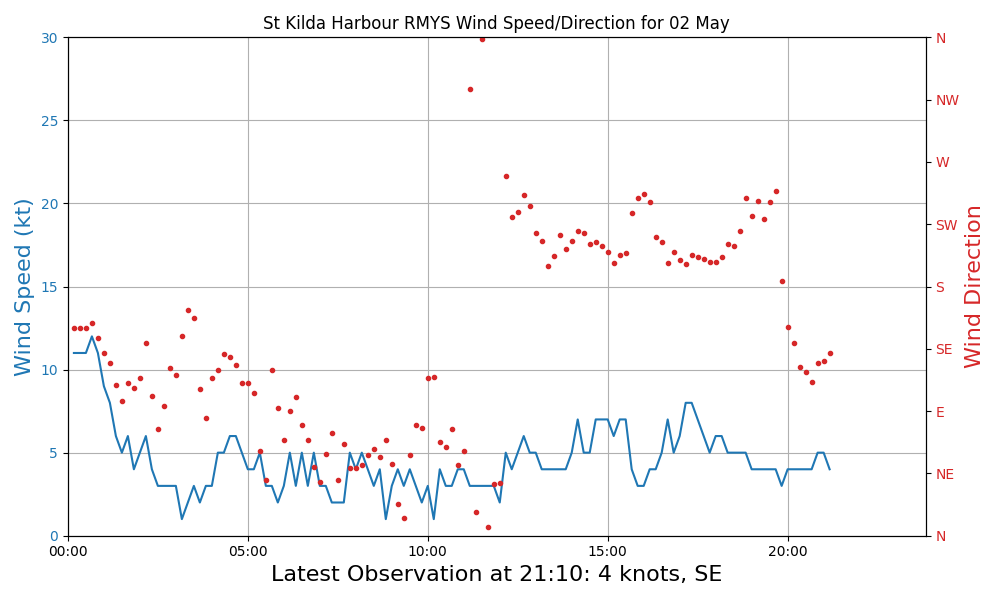 St Kilda Harbour RMYS Wind Speed/Direction for 02 May
Wind Speed (kt)
30
25
20
15
10
5
0
00:00 05:00 10:00 15:00 20:00
N
NW
W
SW
S
SE
E
NE
N
Wind Direction
Latest Observation at 21:10: 4 knots, SE